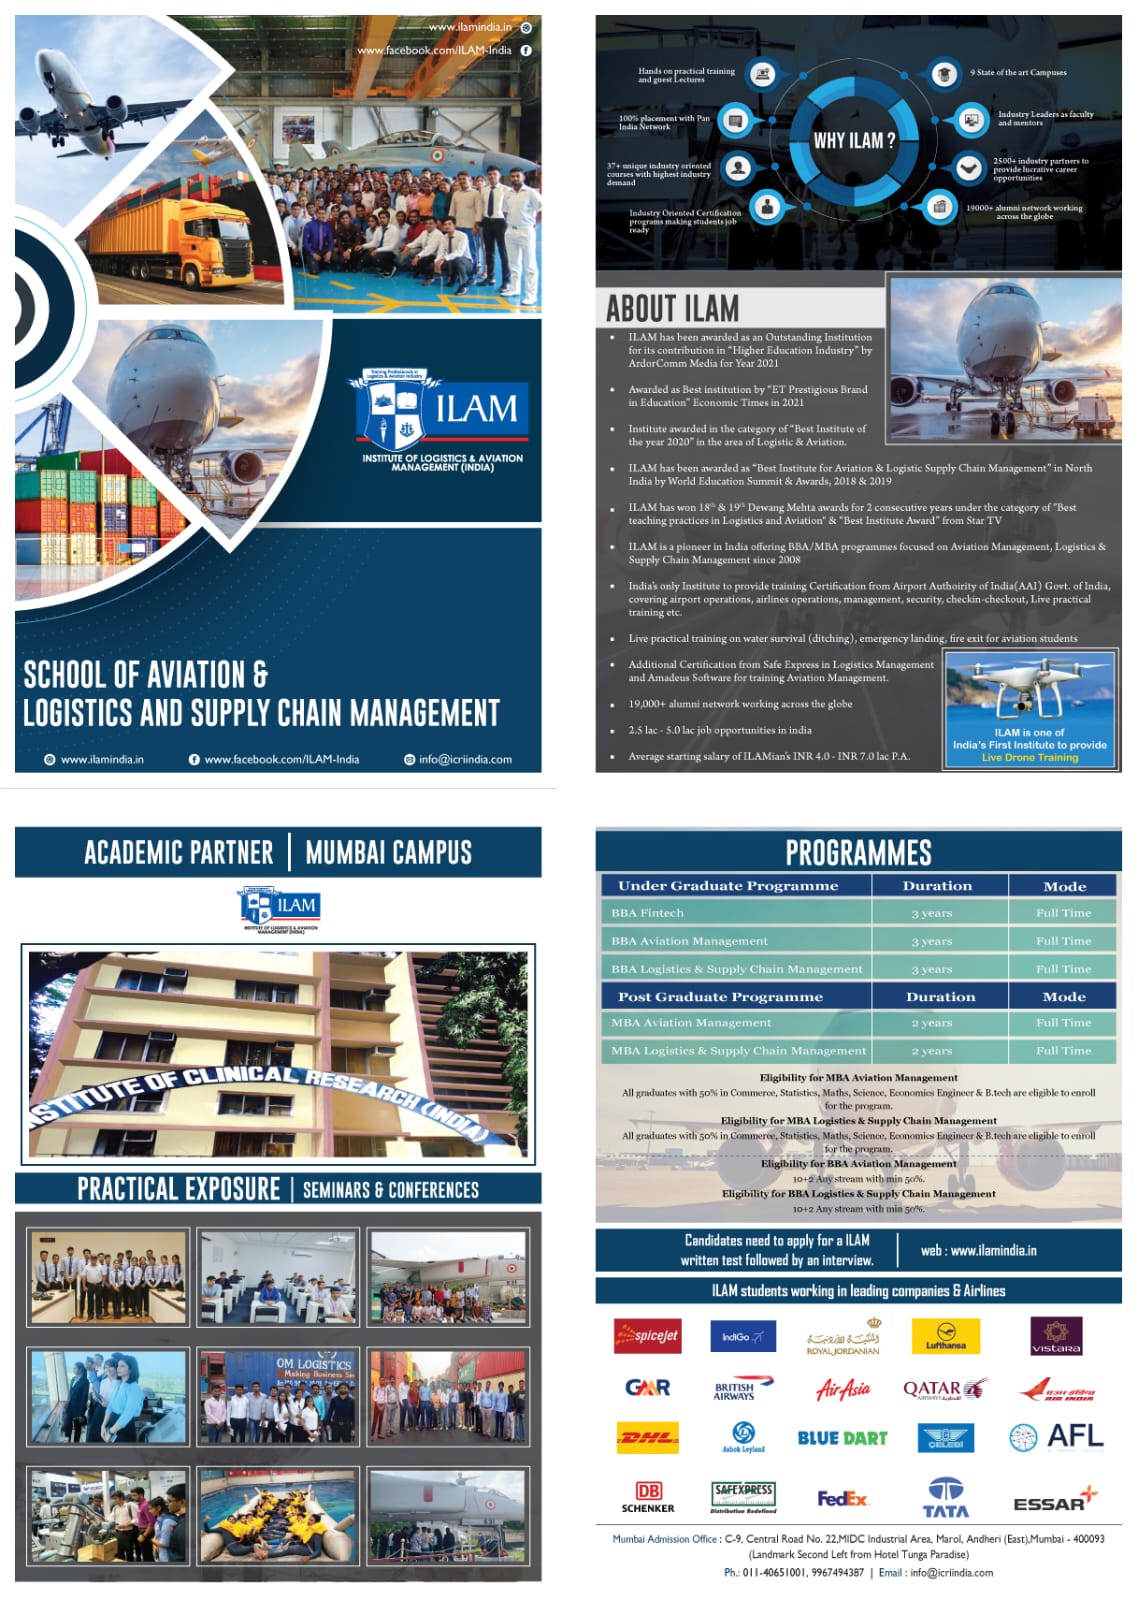 www.ilamindia.in
www.facebook.com/ILAM-India
Training Professionals in
Logistics & Aviation Industry
ILAM
INSTITUTE OF LOGISTICS & AVIATION
MANAGEMENT (INDIA)
SCHOOL OF AVIATION &
LOGISTICS AND SUPPLY CHAIN MANAGEMENT
www.ilamindia.in
www.facebook.com/ILAM-India
info@icriindia.com
WHY ILAM ?
Hands on practical training
and guest Lectures
100% placement with Pan
India Network
37+ unique industry oriented
courses with highest industry
demand
Industry Oriented Certification
programs making students job
ready
9 State of the art Campuses
Industry Leaders as faculty
and mentors
2500+ industry partners to
provide lucrative career
opportunities
19000+ alumni network working
across the globe
ABOUT ILAM
▪ ILAM has been awarded as an Outstanding Institution
for its contribution in “Higher Education Industry” by
ArdorComm Media for Year 2021
▪ Awarded as Best institution by “ET Prestigious Brand
in Education” Economic Times in 2021
▪ Institute awarded in the category of “Best Institute of
the year 2020” in the area of Logistic & Aviation.
▪ ILAM has been awarded as “Best Institute for Aviation & Logistic Supply Chain Management” in North
India by World Education Summit & Awards, 2018 & 2019
▪ ILAM has won 18th & 19th Dewang Mehta awards for 2 consecutive years under the category of “Best
teaching practices in Logistics and Aviation” & “Best Institute Award” from Star TV
▪ ILAM is a pioneer in India offering BBA/MBA programmes focused on Aviation Management, Logistics &
Supply Chain Management since 2008
▪ India’s only Institute to provide training Certification from Airport Authoirity of India(AAI) Govt. of India,
covering airport operations, airlines operations, management, security, checkin-checkout, Live practical
training etc.
▪ Live practical training on water survival (ditching), emergency landing, fire exit for aviation students
▪ Additional Certification from Safe Express in Logistics Management
and Amadeus Software for training Aviation Management.
▪ 19,000+ alumni network working across the globe
▪ 2.5 lac - 5.0 lac job opportunities in india
▪ Average starting salary of ILAMian’s INR 4.0 - INR 7.0 lac P.A.
ILAM is one of
India’s First Institute to provide
Live Drone Training
ACADEMIC PARTNER | MUMBAI CAMPUS
ILAM
INSTITUTE OF LOGISTICS & AVIATION
MANAGEMENT (INDIA)
NSTITUTE OF CLINICAL RESEARCH (INDIA)
PRACTICAL EXPOSURE | SEMINARS & CONFERENCES
OM LOGISTICS
Making Business
PROGRAMMES
Under Graduate Programme Duration Mode
BBA Fintech 3 years Full Time
BBA Aviation Management 3 years Full Time
BBA Logistics & Supply Chain Management 3 years Full Time
Post Graduate Programme Duration Mode
MBA Aviation Management 2 years Full Time
MBA Logistics & Supply Chain Management 2 years Full Time
Eligibility for MBA Aviation Management
All graduates with 50% in Commerce, Statistics, Maths, Science, Economics Engineer & B.tech are eligible to enroll
for the program.
Eligibility for MBA Logistics & Supply Chain Management
All graduates with 50% in Commerce, Statistics, Maths, Science, Economics Engineer & B.tech are eligible to enroll
for the program.
Eligibility for BBA Aviation Management
10+2 Any stream with min 50%.
Eligibility for BBA Logistics & Supply Chain Management
10+2 Any stream with min 50%.
Candidates need to apply for a ILAM
written test followed by an interview.
web : www.ilamindia.in
ILAM students working in leading companies & Airlines
spicejet
IndiGo
ROYAL JORDANIAN
Lufthansa
VISTARA
GMR
BRITISH AIRWAYS
AirAsia
QATAR AIRWAYS القطرية
एअर इंडिया AIR INDIA
DHL
Ashok Leyland
BLUE DART
ÇELEBİ
AFL
DB SCHENKER
SAFEXPRESS
Distribution Redefined
FedEx
TATA
ESSAR
Mumbai Admission Office : C-9, Central Road No. 22,MIDC Industrial Area, Marol, Andheri (East),Mumbai - 400093
(Landmark Second Left from Hotel Tunga Paradise)
Ph.: 011-40651001, 9967494387 | Email : info@icriindia.com